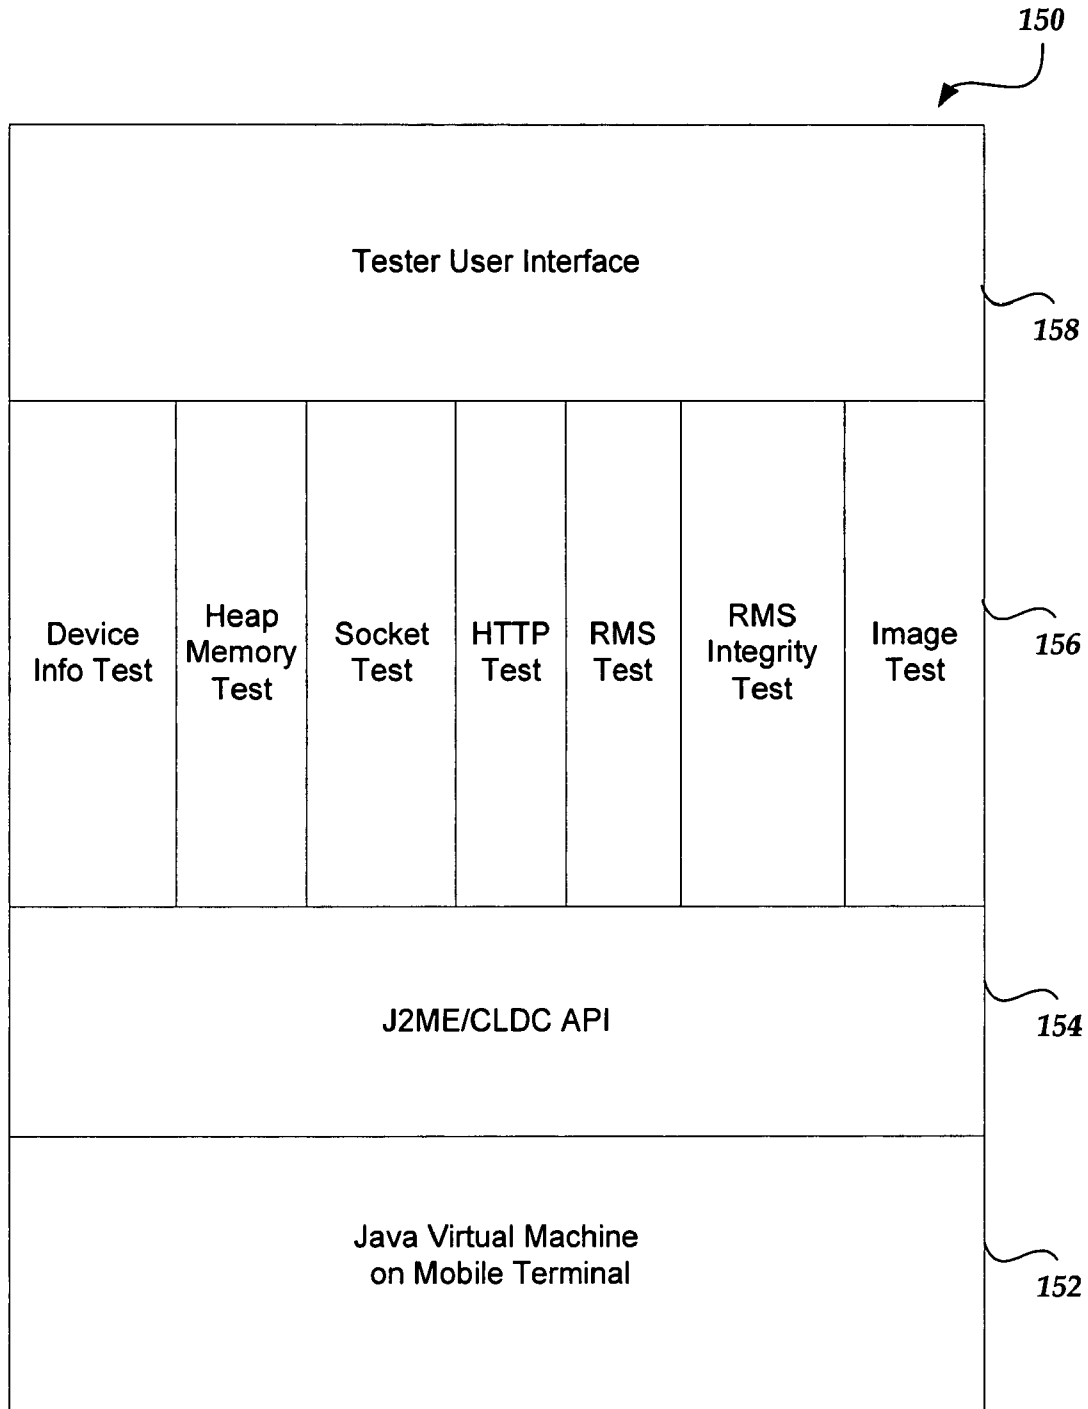 150
Tester User Interface
158
Device
Info Test
Heap
Memory
Test
Socket
Test
HTTP
Test
RMS
Test
RMS
Integrity
Test
Image
Test
156
J2ME/CLDC API
154
Java Virtual Machine
on Mobile Terminal
152